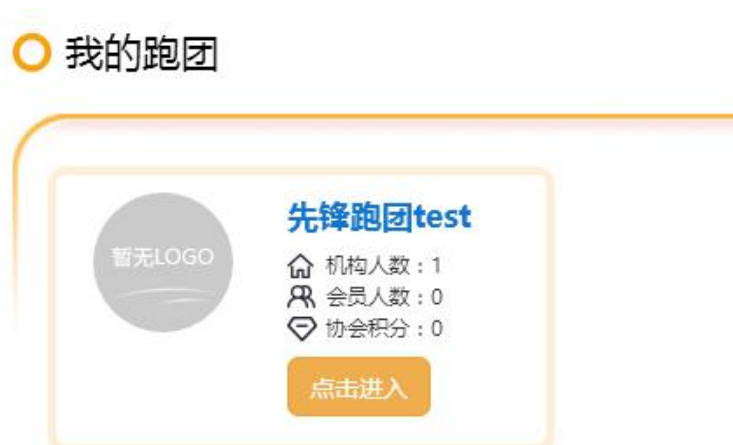 我的跑团
先锋跑团test
暂无LOGO
机构人数：1
会员人数：0
协会积分：0
点击进入